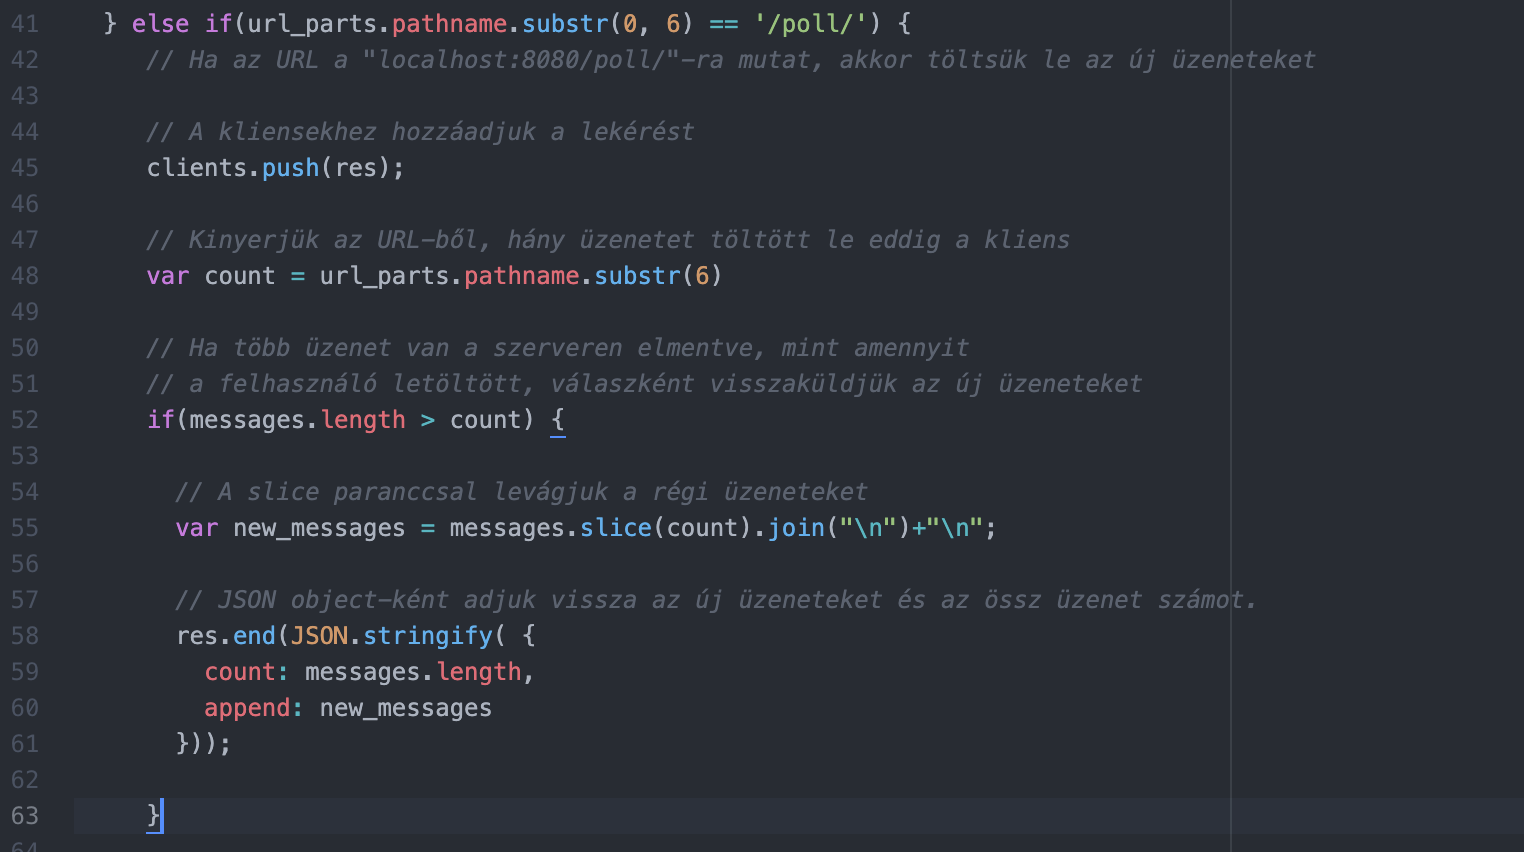 41 } else if(url_parts.pathname.substr(0, 6) == '/poll/') {
42 // Ha az URL a "localhost:8080/poll/"-ra mutat, akkor töltsük le az új üzeneteket
43
44 // A kliensekhez hozzáadjuk a lekérést
45 clients.push(res);
46
47 // Kinyerjük az URL-ből, hány üzenetet töltött le eddig a kliens
48 var count = url_parts.pathname.substr(6)
49
50 // Ha több üzenet van a szerveren elmentve, mint amennyit
51 // a felhasználó letöltött, válaszként visszaküldjük az új üzeneteket
52 if(messages.length > count) {
53
54 // A slice paranccsal levágjuk a régi üzeneteket
55 var new_messages = messages.slice(count).join("\n")+"\n";
56
57 // JSON object-ként adjuk vissza az új üzeneteket és az össz üzenet számot.
58 res.end(JSON.stringify( {
59 count: messages.length,
60 append: new_messages
61 }));
62
63 }
64